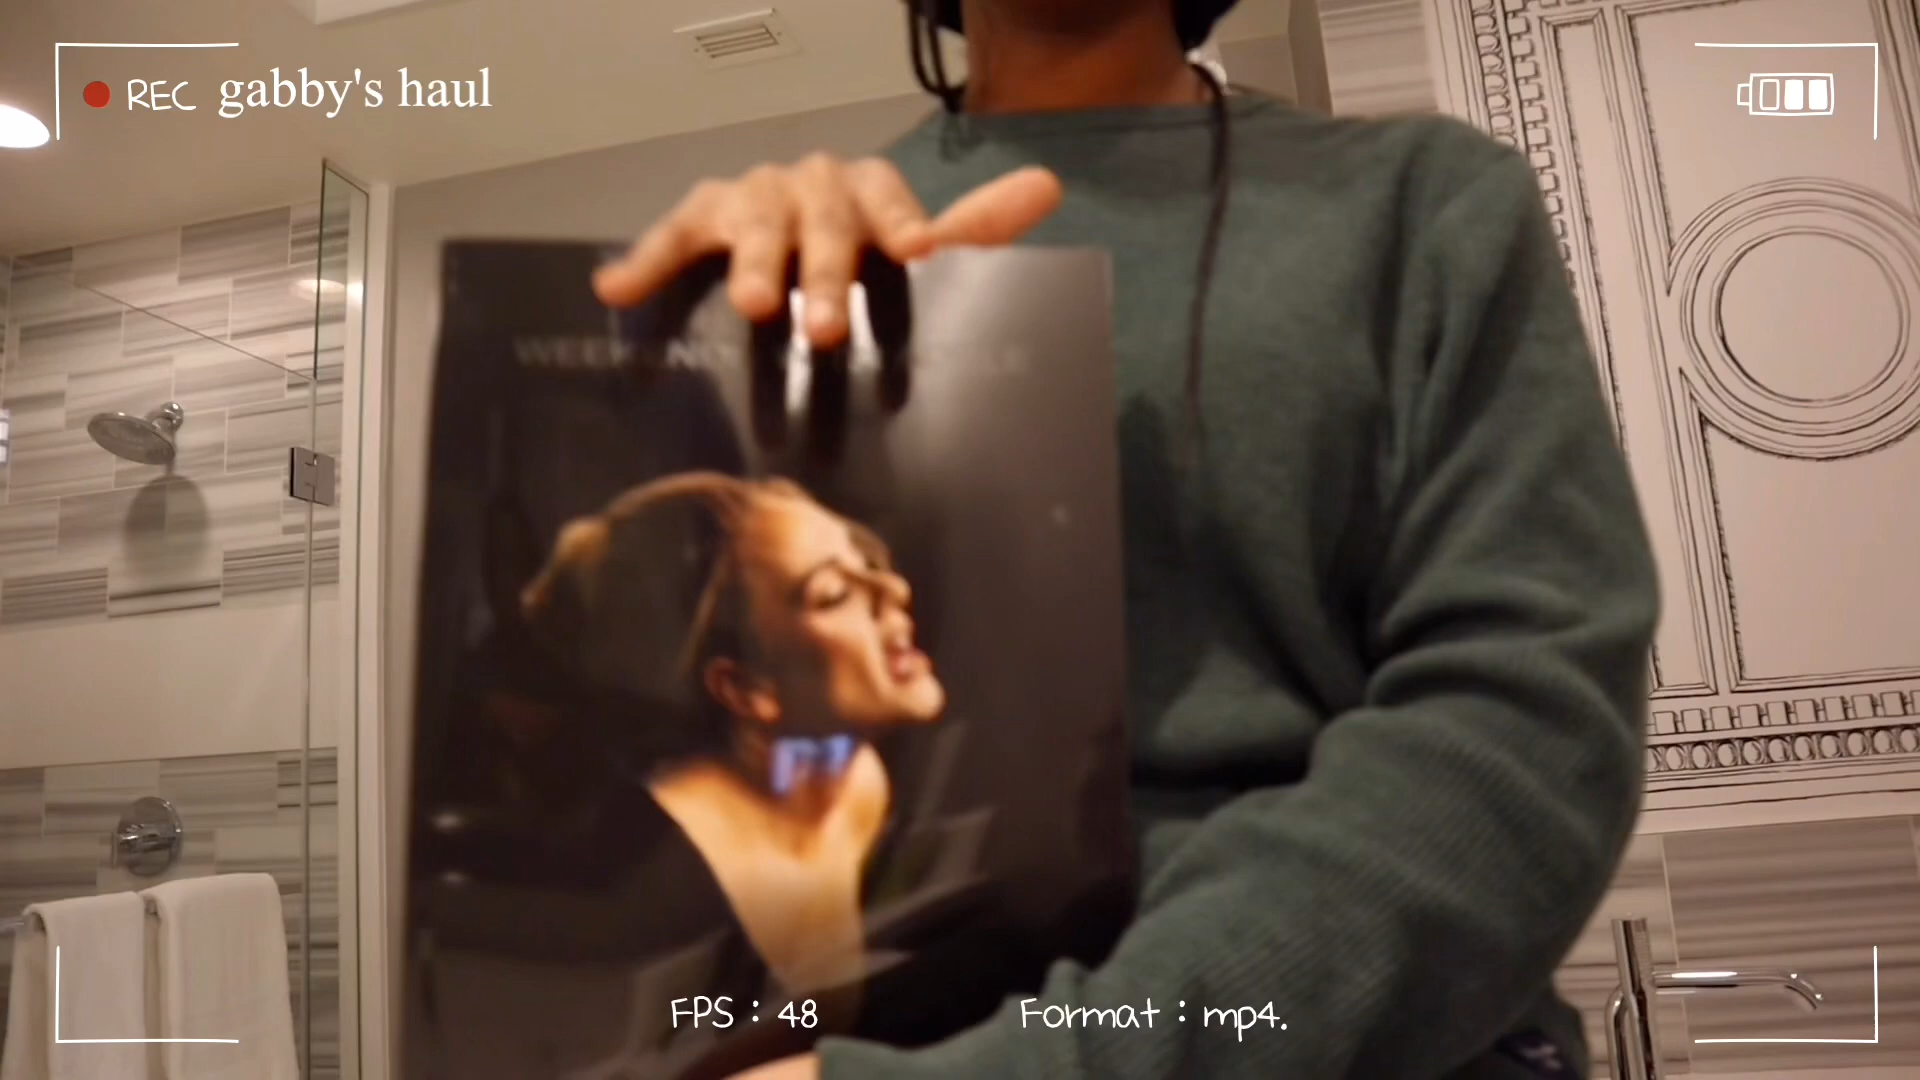 REC gabby's haul
FPS : 48
Format : mp4.